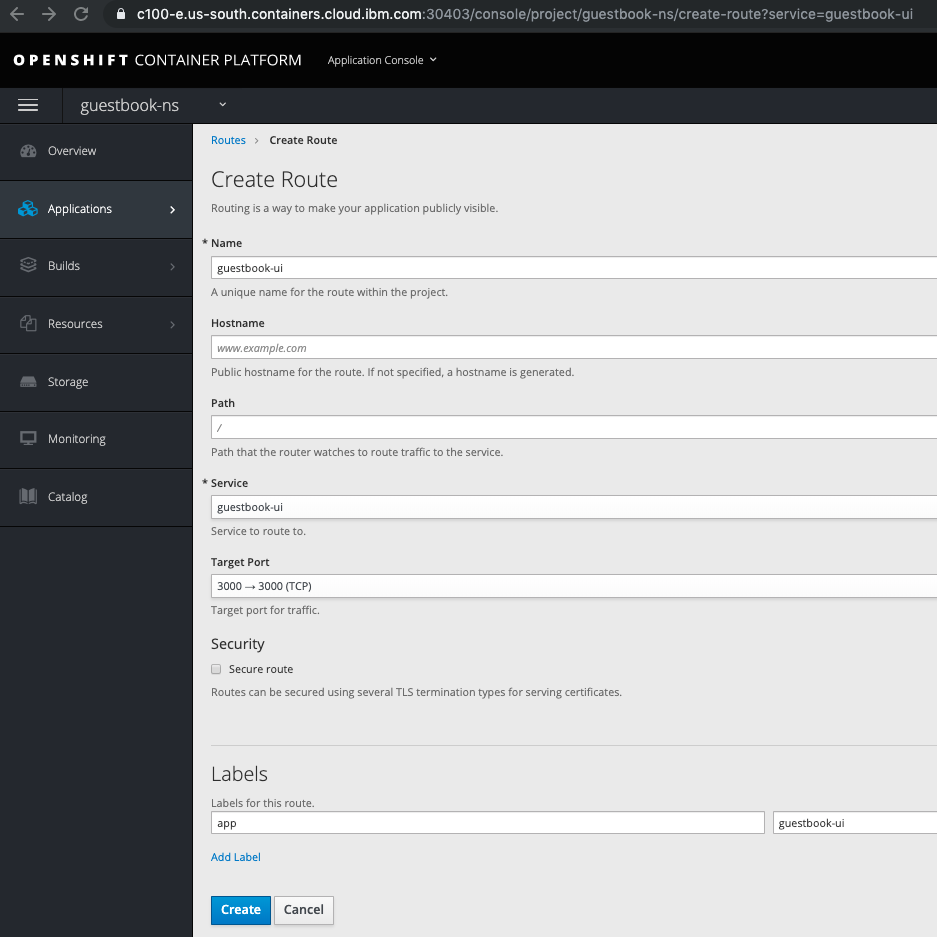 c100-e.us-south.containers.cloud.ibm.com:30403/console/project/guestbook-ns/create-route?service=guestbook-ui
OPENSHIFT CONTAINER PLATFORM Application Console
guestbook-ns
Overview
Applications
Builds
Resources
Storage
Monitoring
Catalog
Routes > Create Route
Create Route
Routing is a way to make your application publicly visible.
* Name
guestbook-ui
A unique name for the route within the project.
Hostname
www.example.com
Public hostname for the route. If not specified, a hostname is generated.
Path
/
Path that the router watches to route traffic to the service.
* Service
guestbook-ui
Service to route to.
Target Port
3000 → 3000 (TCP)
Target port for traffic.
Security
Secure route
Routes can be secured using several TLS termination types for serving certificates.
Labels
Labels for this route.
app guestbook-ui
Add Label
Create Cancel